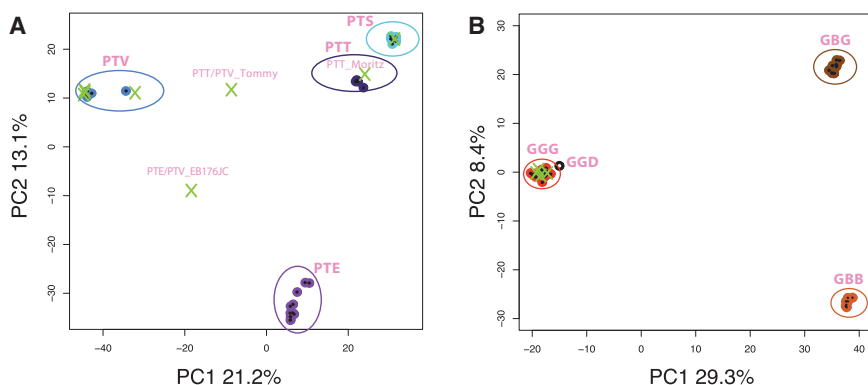 A
PTS
PTV
PTT
PTT/PTV_Tommy
PTT_Moritz
PTE/PTV_EB176JC
PTE
20
10
0
−10
−20
−30
−40
−20
0
20
PC2 13.1%
PC1 21.2%
B
GBG
GGG
GGD
GBB
30
20
10
0
−10
−20
−30
−20
−10
0
10
20
30
40
PC2 8.4%
PC1 29.3%